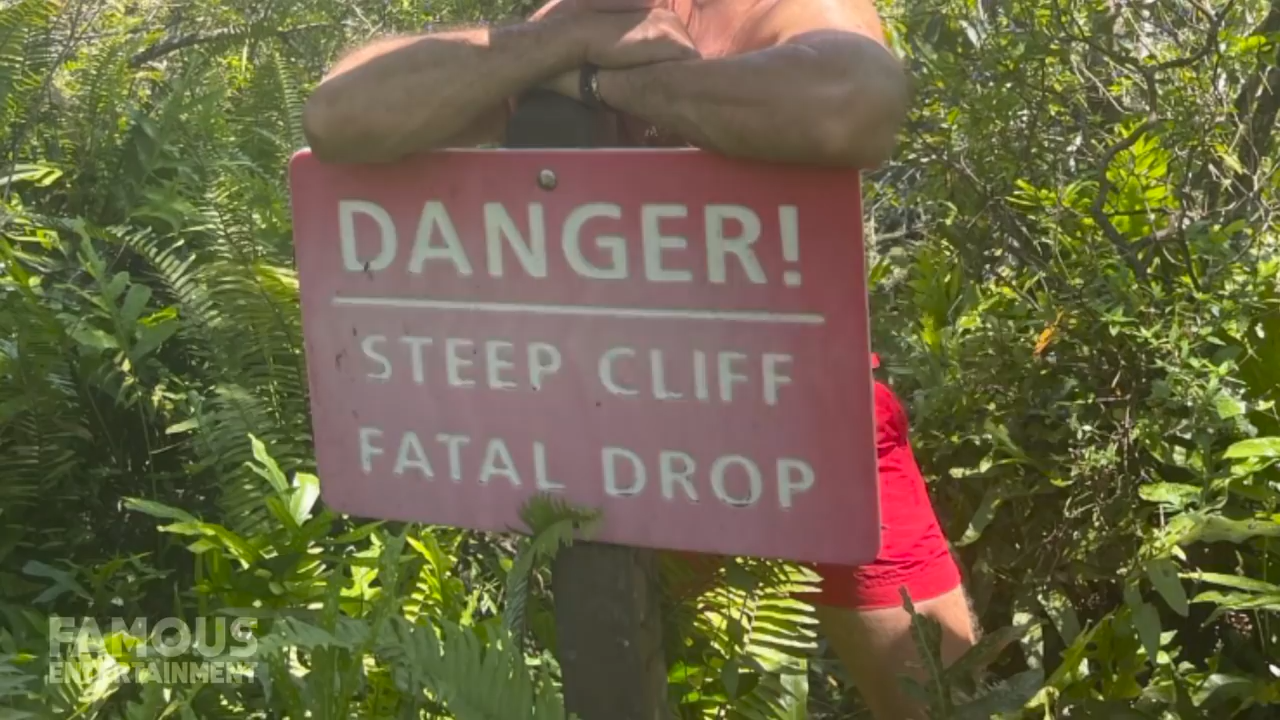 DANGER!
STEEP CLIFF
FATAL DROP
FAMOUS
ENTERTAINMENT